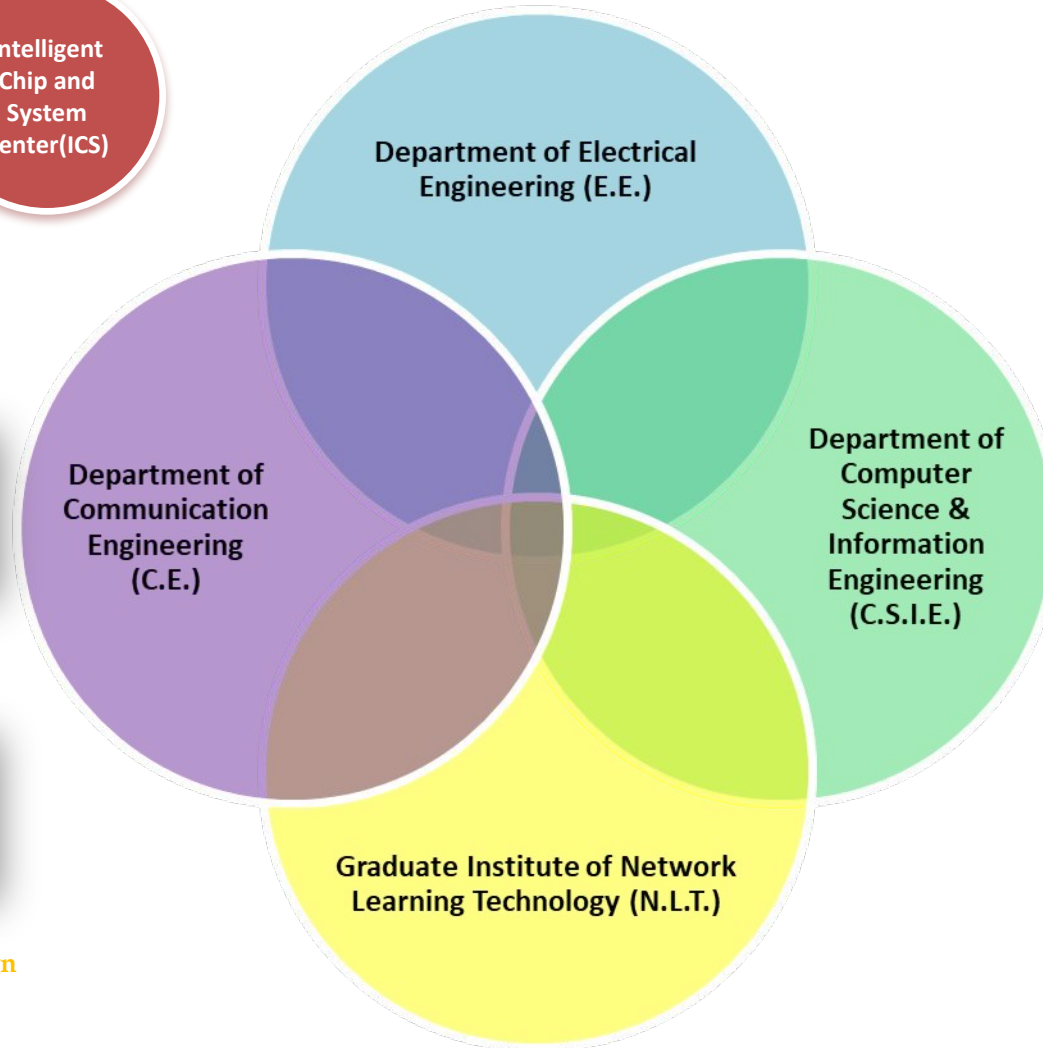 ntelligent
Chip and
System
enter(ICS)
Department of Electrical
Engineering (E.E.)
Department of
Communication
Engineering
(C.E.)
Department of
Computer
Science &
Information
Engineering
(C.S.I.E.)
Graduate Institute of Network
Learning Technology (N.L.T.)
n